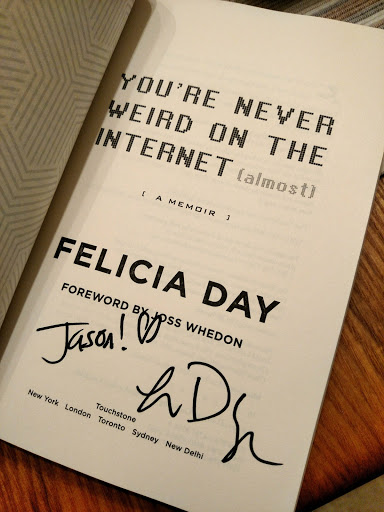 YOU'RE NEVER
WEIRD ON THE
INTERNET (almost)
[ A MEMOIR ]
FELICIA DAY
FOREWORD BY JOSS WHEDON
Jason! ♡
Touchstone
New York London Toronto Sydney New Delhi